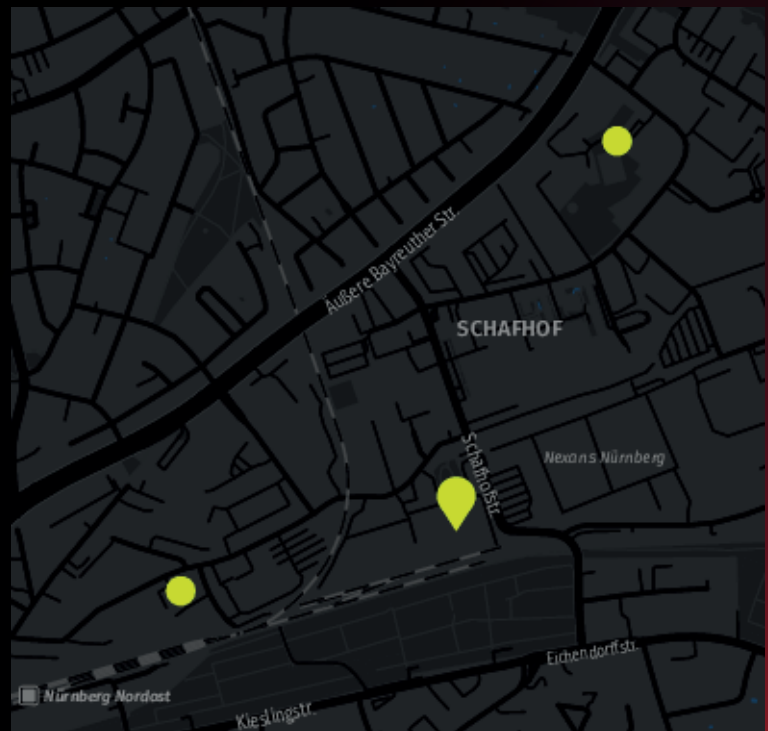 Äußere Bayreuther Str.
SCHAFHOF
Schafhofstr.
Nexans Nürnberg
Eichendorffstr.
Nürnberg Nordost
Kieslingstr.